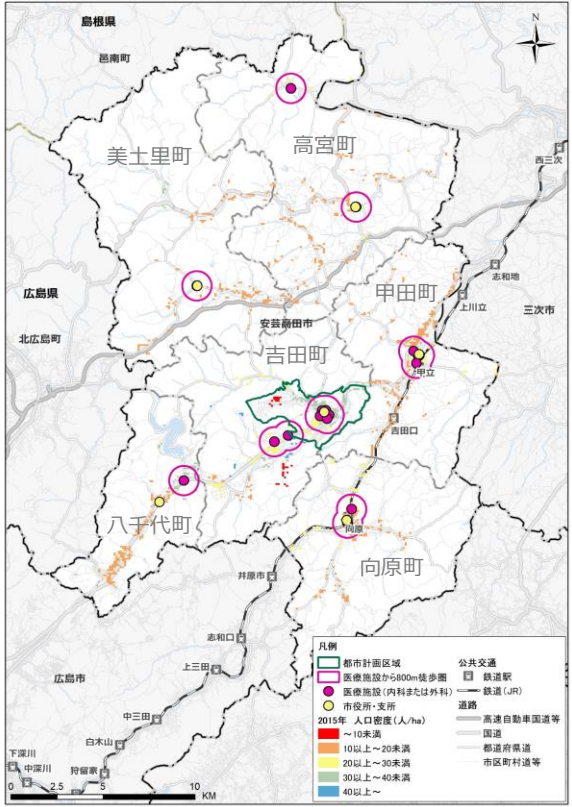 島根県
邑南町
N
高宮町
美土里町
西三次
広島県
志和地
甲田町
上川立
三次市
安芸高田市
北広島町
吉田町
甲立
吉田口
八千代町
向原
向原町
井原市
志和口
広島市
上三田
中三田
白木山
下深川
中深川
狩留家
0 5 10
KM
凡例
都市計画区域
医療施設から800m徒歩圏
医療施設(内科または外科)
市役所・支所
2015年 人口密度(人/ha)
~10未満
10以上~20未満
20以上~30未満
30以上~40未満
40以上~
公共交通
鉄道駅
鉄道(JR)
道路
高速自動車国道等
国道
都道府県道
市区町村道等